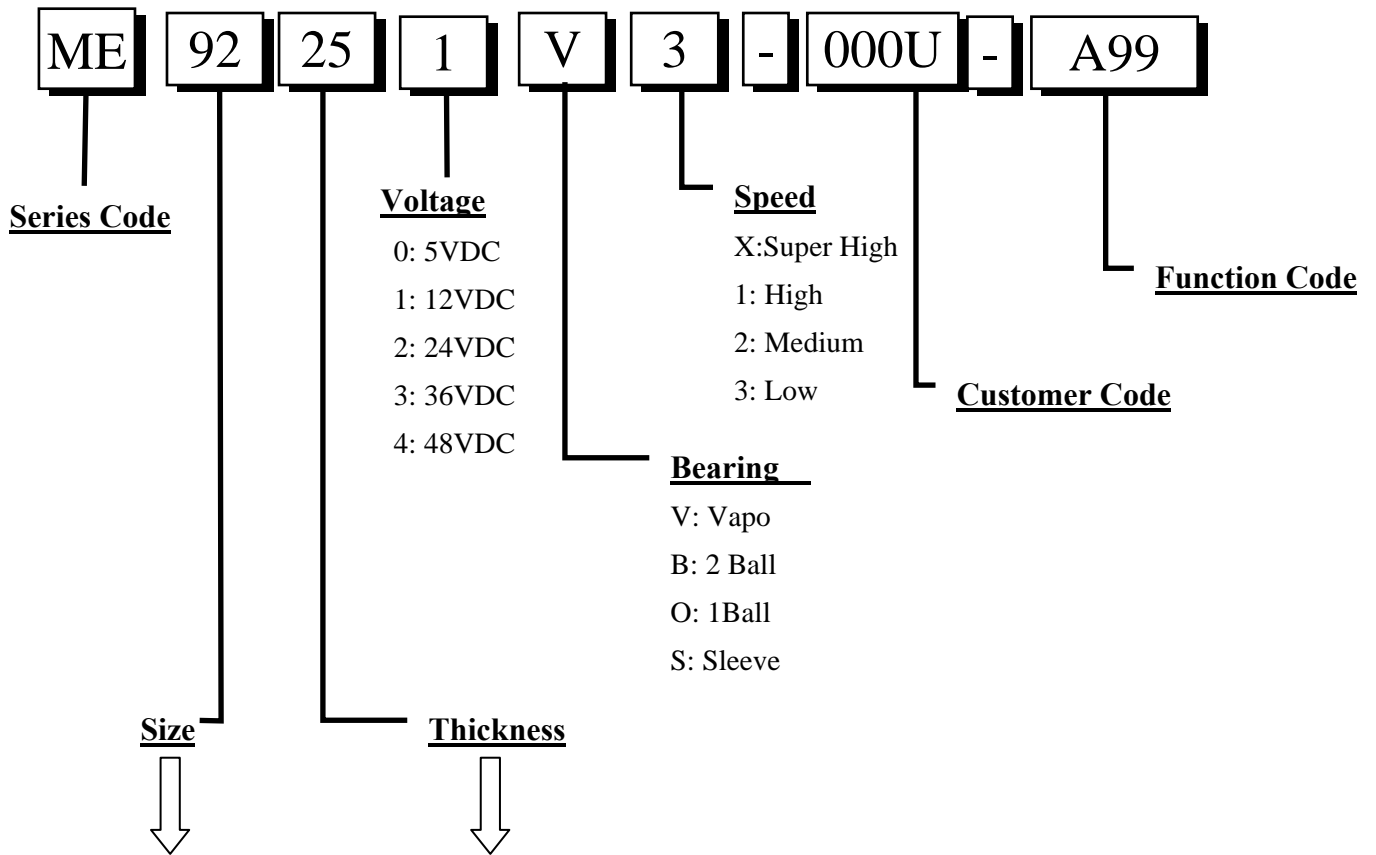 ME 92 25 1 V 3 - 000U - A99
Series Code
Voltage
0: 5VDC
1: 12VDC
2: 24VDC
3: 36VDC
4: 48VDC
Speed
X:Super High
1: High
2: Medium
3: Low
Function Code
Customer Code
Bearing
V: Vapo
B: 2 Ball
O: 1Ball
S: Sleeve
Size
Thickness